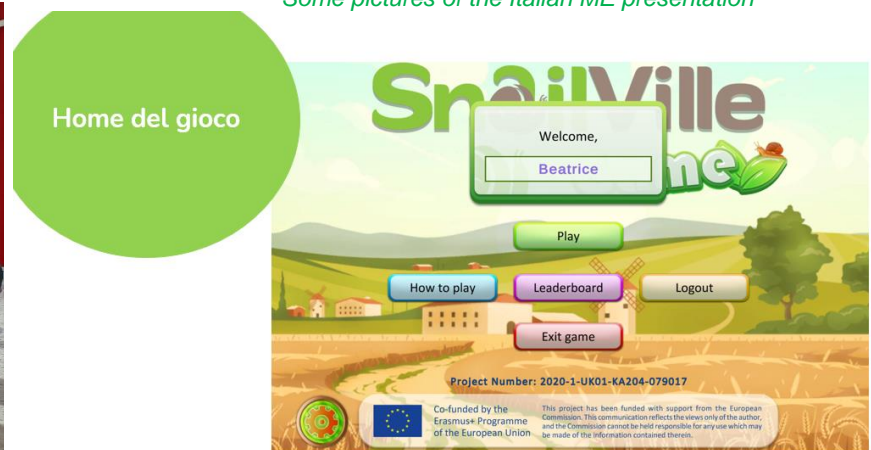 Some pictures of the Italian ME presentation
Home del gioco
SnailVille
Game
Welcome,
Beatrice
Play
How to play
Leaderboard
Logout
Exit game
Project Number: 2020-1-UK01-KA204-079017
Co-funded by the
Erasmus+ Programme
of the European Union
This project has been funded with support from the European
Commission. This communication reflects the views only of the author,
and the Commission cannot be held responsible for any use which may
be made of the information contained therein.